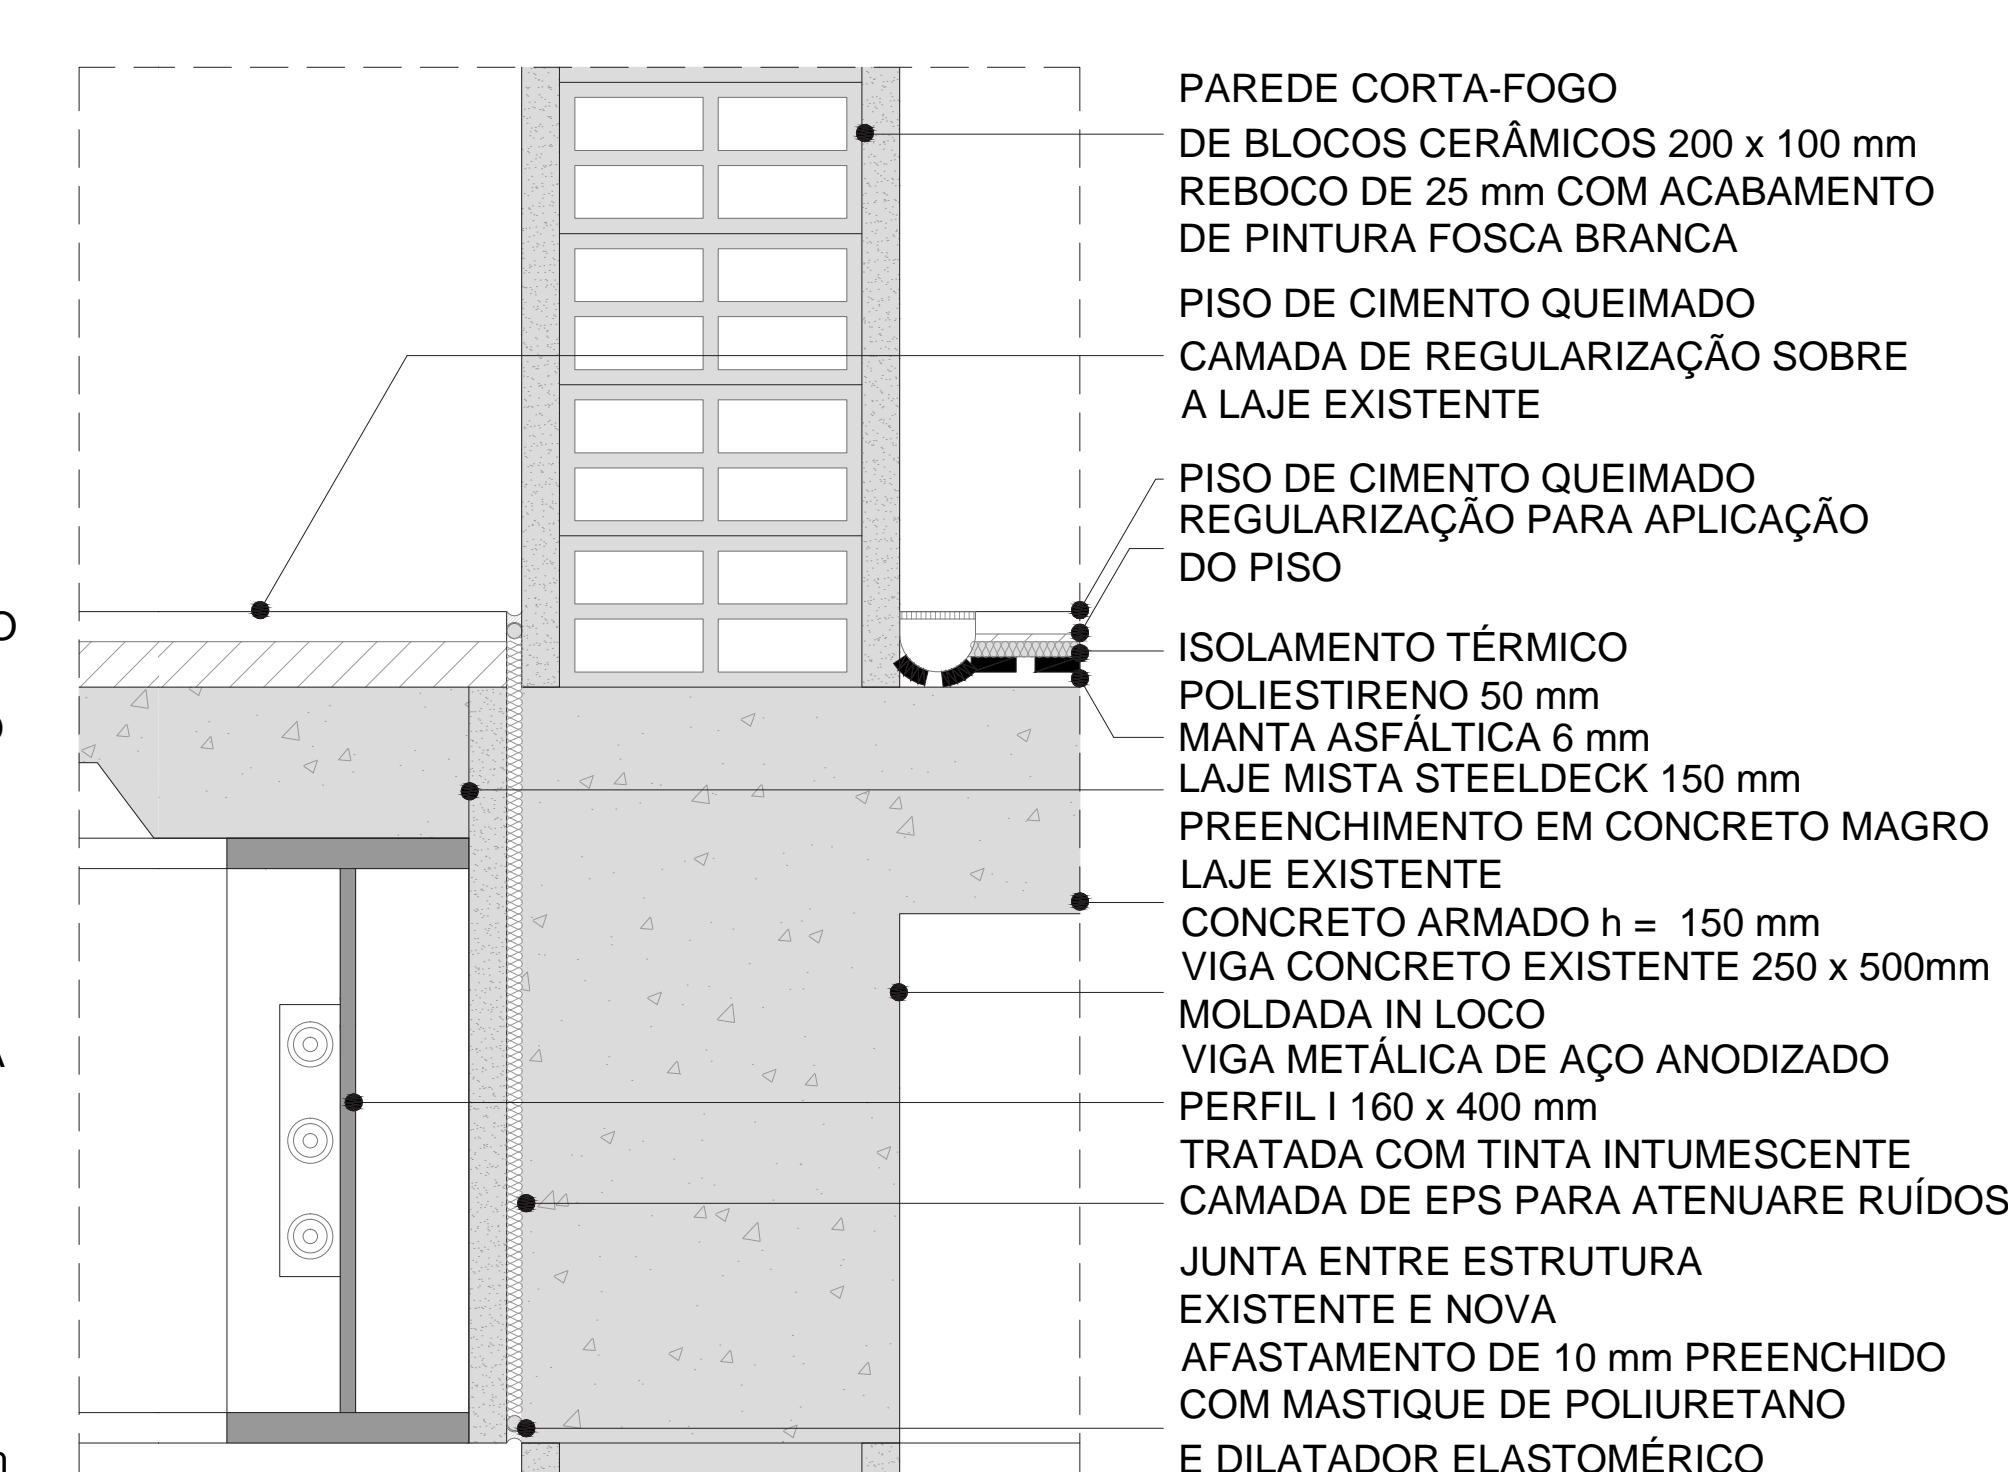 PAREDE CORTA-FOGO
DE BLOCOS CERÂMICOS 200 x 100 mm
REBOCO DE 25 mm COM ACABAMENTO
DE PINTURA FOSCA BRANCA
PISO DE CIMENTO QUEIMADO
CAMADA DE REGULARIZAÇÃO SOBRE
A LAJE EXISTENTE
PISO DE CIMENTO QUEIMADO
REGULARIZAÇÃO PARA APLICAÇÃO
DO PISO
ISOLAMENTO TÉRMICO
POLIESTIRENO 50 mm
MANTA ASFÁLTICA 6 mm
LAJE MISTA STEELDECK 150 mm
PREENCHIMENTO EM CONCRETO MAGRO
LAJE EXISTENTE
CONCRETO ARMADO h = 150 mm
VIGA CONCRETO EXISTENTE 250 x 500mm
MOLDADA IN LOCO
VIGA METÁLICA DE AÇO ANODIZADO
PERFIL I 160 x 400 mm
TRATADA COM TINTA INTUMESCENTE
CAMADA DE EPS PARA ATENUARE RUÍDOS
JUNTA ENTRE ESTRUTURA
EXISTENTE E NOVA
AFASTAMENTO DE 10 mm PREENCHIDO
COM MASTIQUE DE POLIURETANO
E DILATADOR ELASTOMÉRICO